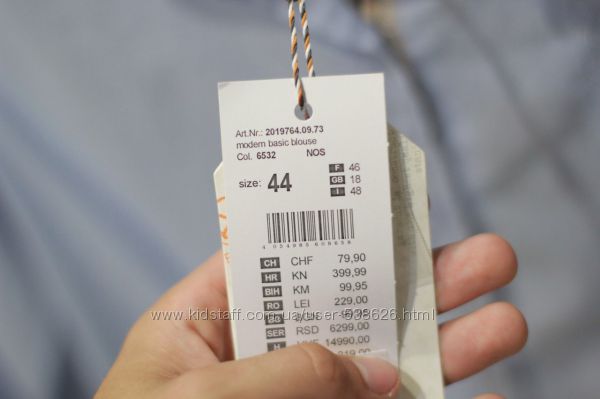 Art.Nr.: 2019764.09.73
modern basic blouse
Col. 6532 NOS
size: 44
F 46
GB 18
I 48
CH CHF 79,90
HR KN 399,99
BIH KM 99,95
RO LEI 229,00
www.kidstaff.com.ua/user-538626.html
SER RSD 6299,00
H 14990,00